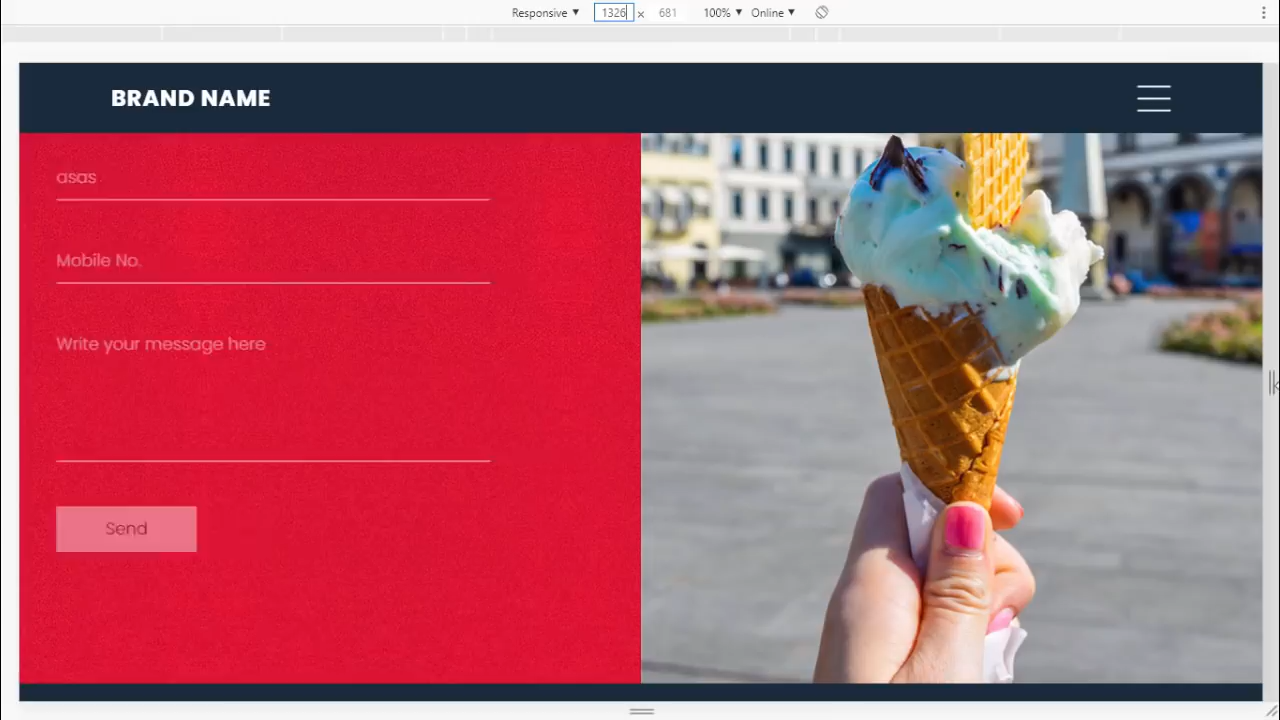 Responsive ▼ 1326 × 681 100% ▼ Online ▼
BRAND NAME
asas
Mobile No.
Write your message here
Send